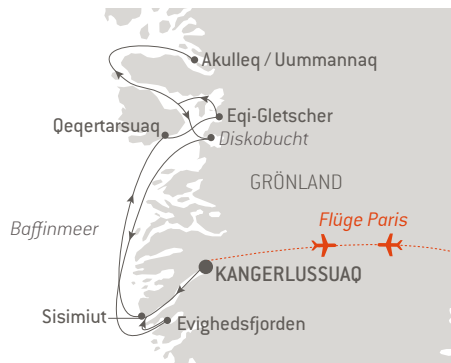 Akulleq / Uummannaq
Eqi-Gletscher
Qeqertarsuaq
Diskobucht
GRÖNLAND
Flüge Paris
Baffinmeer
KANGERLUSSUAQ
Sisimiut
Evighedsfjorden